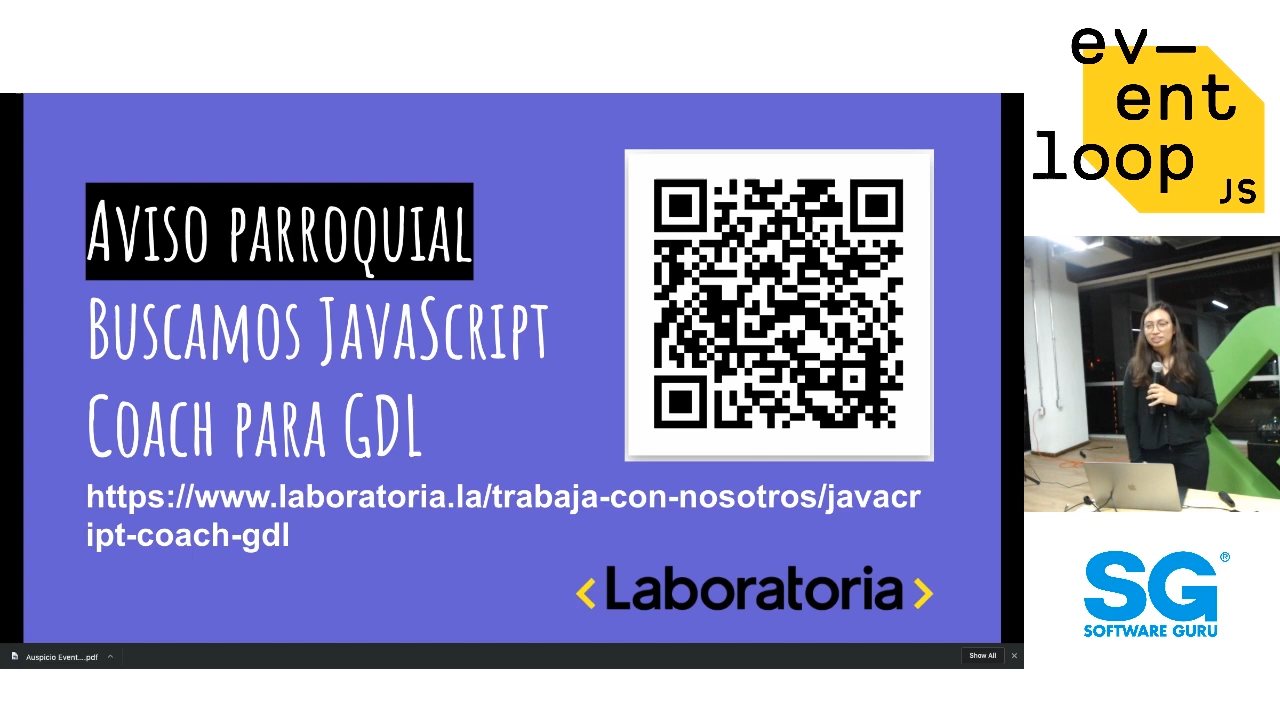 Aviso parroquial
Buscamos JavaScript
Coach para GDL
https://www.laboratoria.la/trabaja-con-nosotros/javacr
ipt-coach-gdl
<Laboratoria>
Auspicio Event....pdf
Show All
ev—
ent
loop
JS
SG®
SOFTWARE GURU